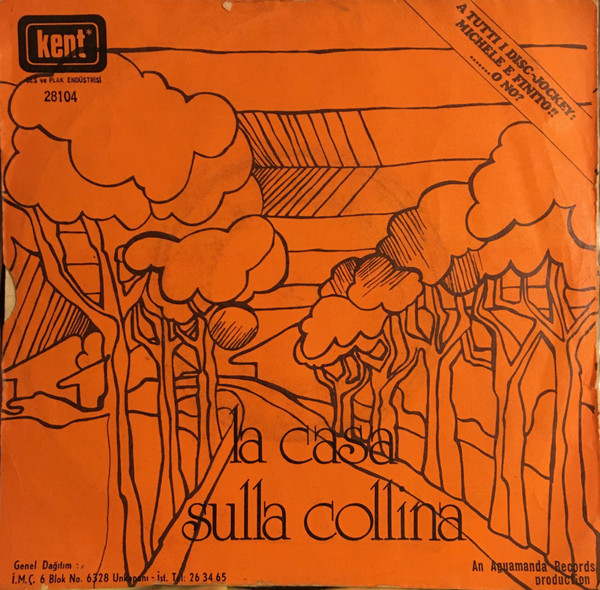 kent
SES ve PLAK ENDÜSTRİSİ
28104
A TUTTI I DISC-JOCKEY:
MICHELE E FINITO!!
....... O NO?
la casa
sulla collina
Genel Dağıtım :
İ.M.Ç. 6 Blok No. 6328 Unkapanı - İst. Tel: 26 34 65
An Aguamanda Records
production